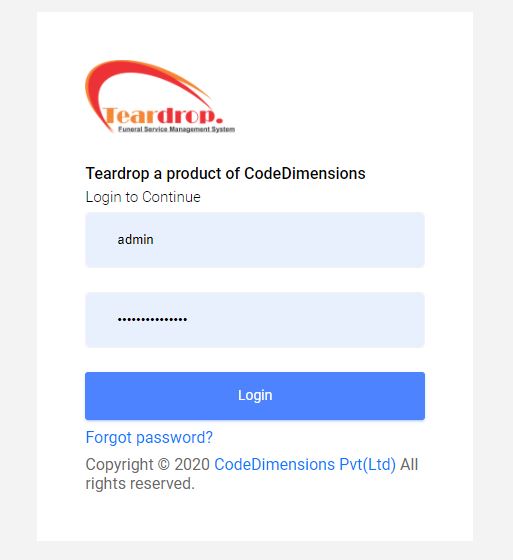 Teardrop.
Funeral Service Management System
Teardrop a product of CodeDimensions
Login to Continue
admin
•••••••••••••••
Login
Forgot password?
Copyright © 2020 CodeDimensions Pvt(Ltd) All
rights reserved.